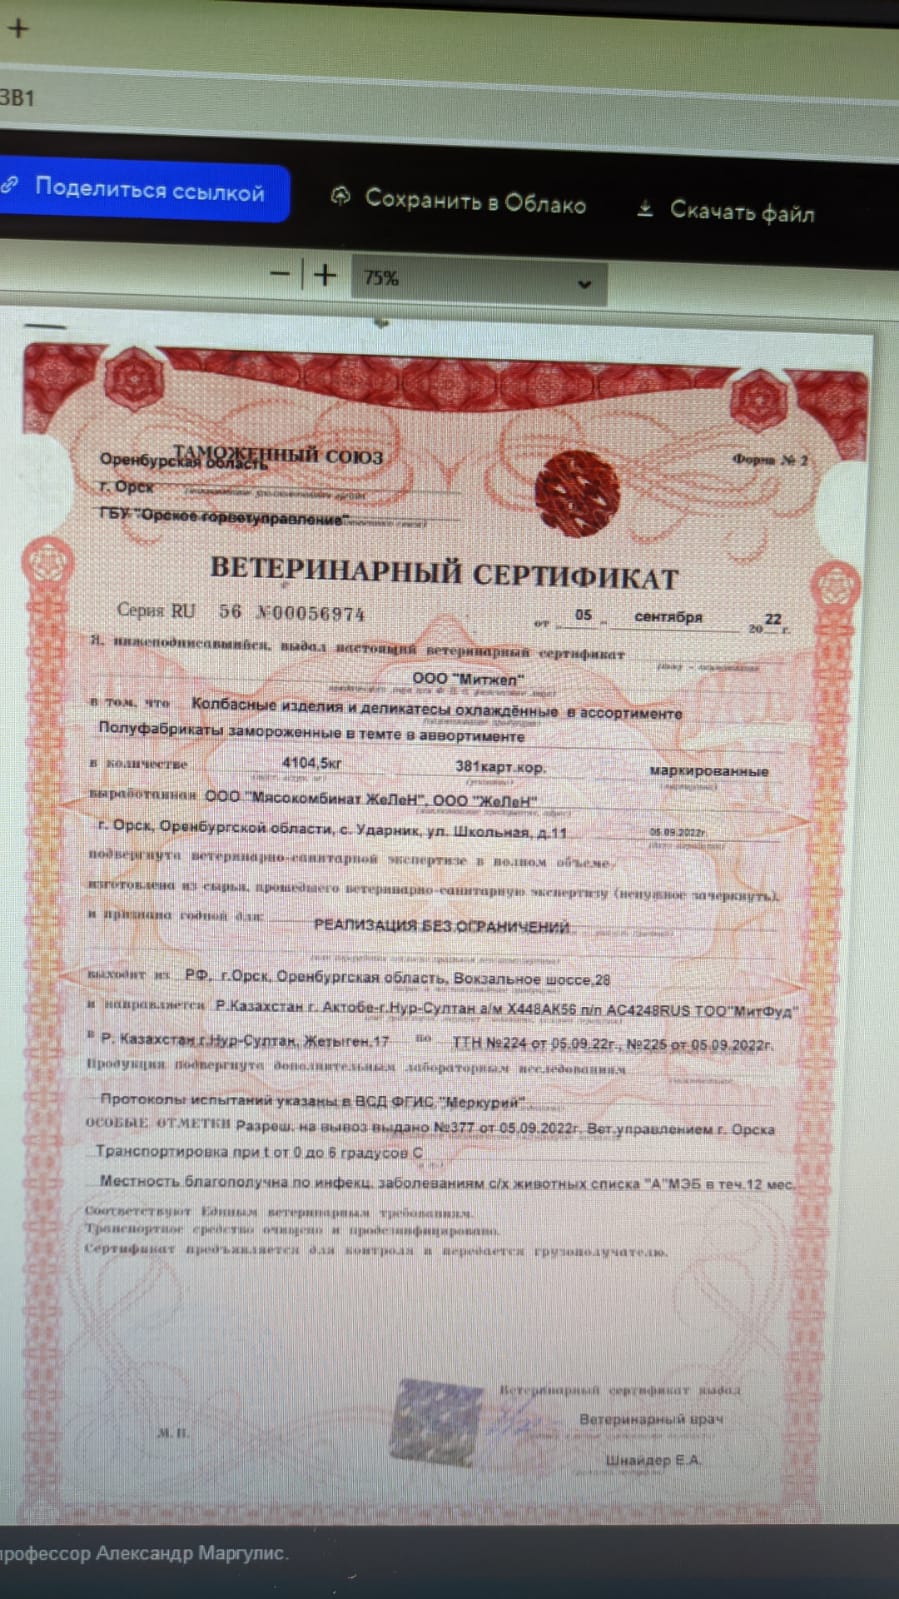 +
3B1
Поделиться ссылкой
Сохранить в Облако
Скачать файл
− | + 75%
ТАМОЖЕННЫЙ СОЮЗ
Форма № 2
Оренбургская область
г. Орск
ГБУ "Орское горветуправление"
ВЕТЕРИНАРНЫЙ СЕРТИФИКАТ
Серия RU 56 №00056974 от „ 05 " сентября 20 22 г.
Я, нижеподписавшийся, выдал настоящий ветеринарный сертификат
ООО "Митжел"
в том, что Колбасные изделия и деликатесы охлаждённые в ассортименте
Полуфабрикаты замороженные в темте в аввортименте
в количестве 4104,5кг 381карт.кор. маркированные
выработанная ООО "Мясокомбинат ЖеЛеН", ООО "ЖеЛеН"
г. Орск, Оренбургской области, с. Ударник, ул. Школьная, д.11 05.09.2022г.
подвергнута ветеринарно-санитарной экспертизе в полном объеме,
изготовлена из сырья, прошедшего ветеринарно-санитарную экспертизу (ненужное зачеркнуть),
и признана годной для: РЕАЛИЗАЦИЯ БЕЗ ОГРАНИЧЕНИЙ
выходит из РФ, г.Орск, Оренбургская область, Вокзальное шоссе,28
и направляется Р.Казахстан г. Актобе-г.Нур-Султан а/м Х448АК56 п/п АС4248RUS ТОО"МитФуд"
в Р. Казахстан г.Нур-Султан, Жетыген,17 по ТТН №224 от 05.09.22г., №225 от 05.09.2022г.
Продукция подвергнута дополнительным лабораторным исследованиям
Протоколы испытаний указаны в ВСД ФГИС "Меркурий"
ОСОБЫЕ ОТМЕТКИ Разреш. на вывоз выдано №377 от 05.09.2022г. Вет.управлением г. Орска
Транспортировка при t от 0 до 6 градусов С
Местность благополучна по инфекц. заболеваниям с/х животных списка "А"МЭБ в теч.12 мес.
Соответствуют Единым ветеринарным требованиям.
Транспортное средство очищено и продезинфицировано.
Сертификат предъявляется для контроля и передается грузополучателю.
Ветеринарный сертификат выдал
Ветеринарный врач
М. П.
Шнайдер Е.А.
профессор Александр Маргулис.